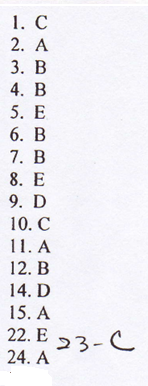 1. C
2. A
3. B
4. B
5. E
6. B
7. B
8. E
9. D
10. C
11. A
12. B
14. D
15. A
22. E
23-C
24. A